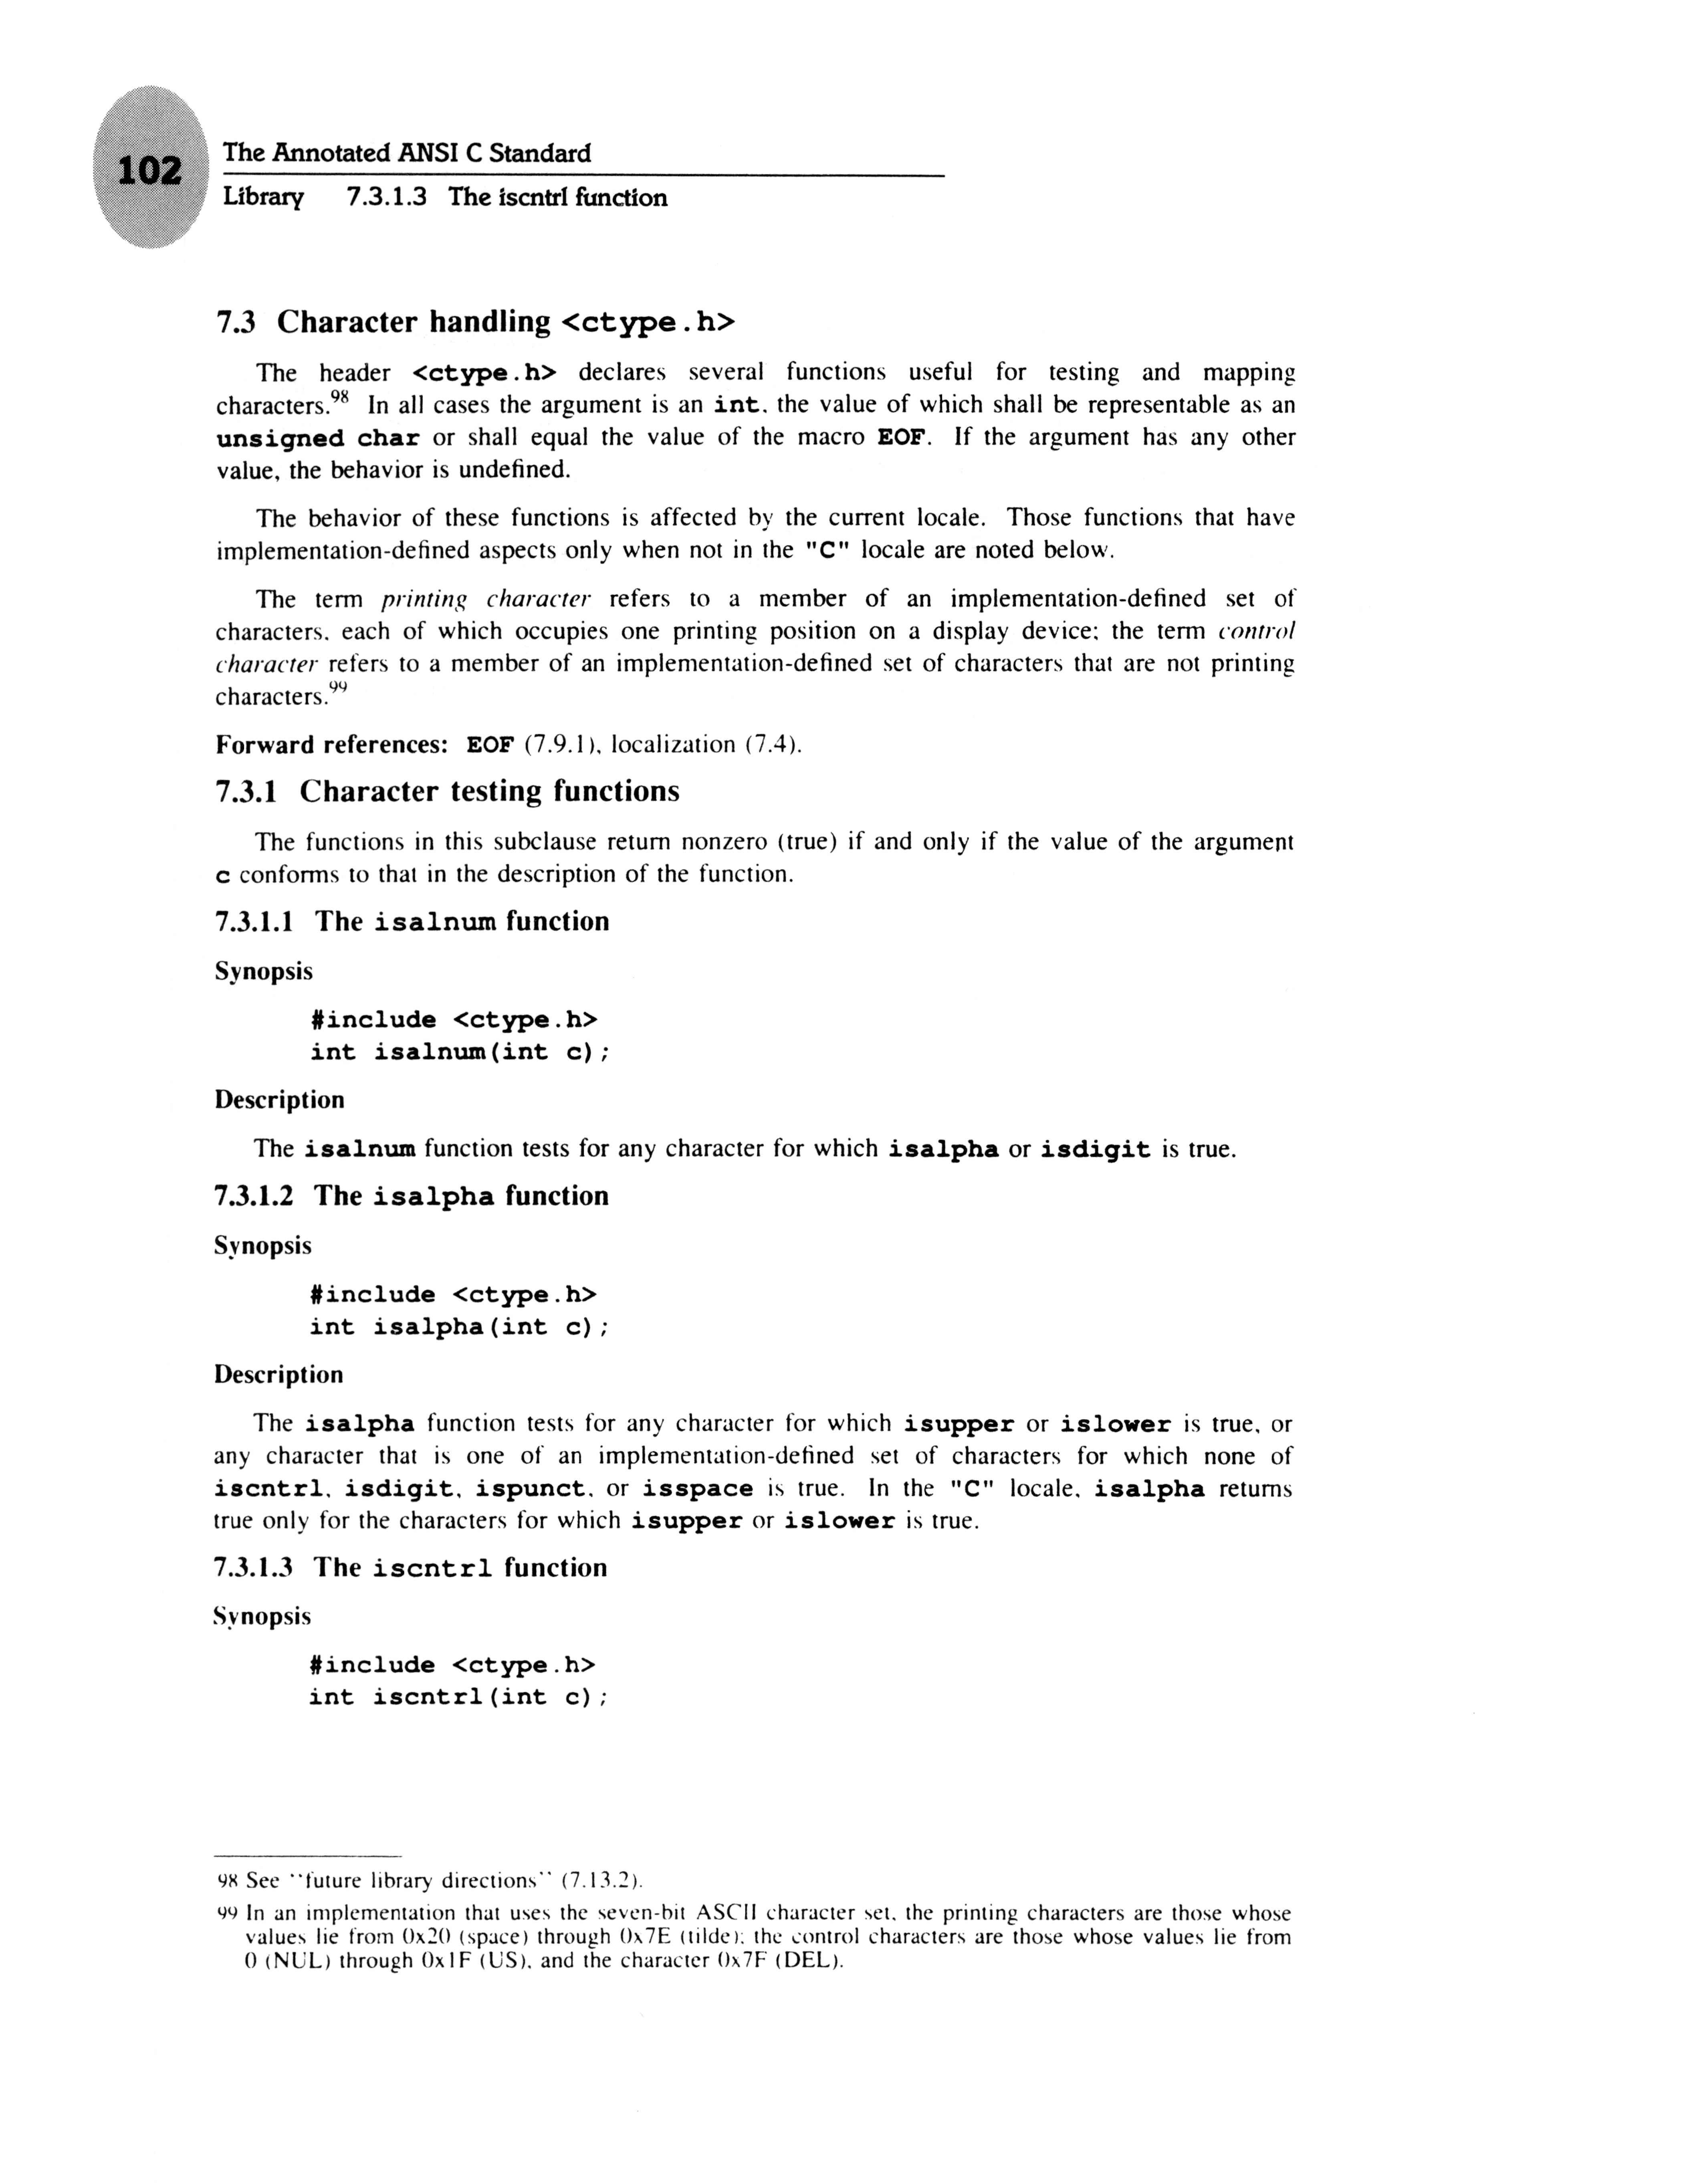 102
The Annotated ANSI C Standard
Library 7.3.1.3 The iscntrl function
7.3 Character handling <ctype.h>
The header <ctype.h> declares several functions useful for testing and mapping
characters.98 In all cases the argument is an int, the value of which shall be representable as an
unsigned char or shall equal the value of the macro EOF. If the argument has any other
value, the behavior is undefined.
The behavior of these functions is affected by the current locale. Those functions that have
implementation-defined aspects only when not in the "C" locale are noted below.
The term printing character refers to a member of an implementation-defined set of
characters, each of which occupies one printing position on a display device; the term control
character refers to a member of an implementation-defined set of characters that are not printing
characters.99
Forward references: EOF (7.9.1), localization (7.4).
7.3.1 Character testing functions
The functions in this subclause return nonzero (true) if and only if the value of the argument
c conforms to that in the description of the function.
7.3.1.1 The isalnum function
Synopsis
#include <ctype.h>
int isalnum(int c);
Description
The isalnum function tests for any character for which isalpha or isdigit is true.
7.3.1.2 The isalpha function
Synopsis
#include <ctype.h>
int isalpha(int c);
Description
The isalpha function tests for any character for which isupper or islower is true, or
any character that is one of an implementation-defined set of characters for which none of
iscntrl, isdigit, ispunct, or isspace is true. In the "C" locale, isalpha returns
true only for the characters for which isupper or islower is true.
7.3.1.3 The iscntrl function
Synopsis
#include <ctype.h>
int iscntrl(int c);
98 See ``future library directions'' (7.13.2).
99 In an implementation that uses the seven-bit ASCII character set, the printing characters are those whose
values lie from 0x20 (space) through 0x7E (tilde); the control characters are those whose values lie from
0 (NUL) through 0x1F (US), and the character 0x7F (DEL).